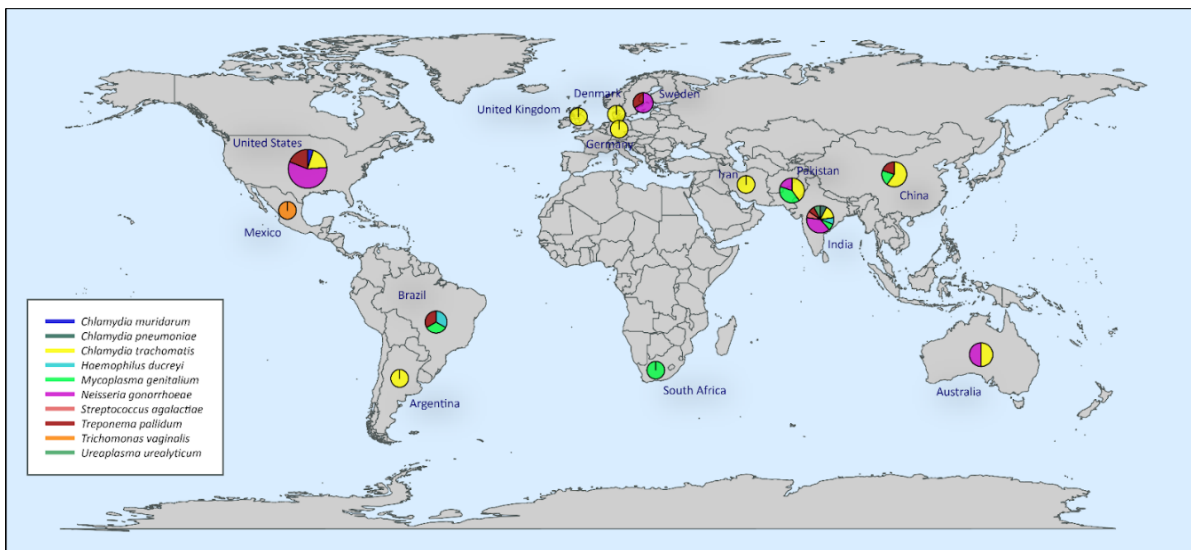 Denmark
Sweden
United Kingdom
Germany
United States
Iran
Pakistan
China
Mexico
India
Brazil
Argentina
South Africa
Australia
Chlamydia muridarum
Chlamydia pneumoniae
Chlamydia trachomatis
Haemophilus ducreyi
Mycoplasma genitalium
Neisseria gonorrhoeae
Streptococcus agalactiae
Treponema pallidum
Trichomonas vaginalis
Ureaplasma urealyticum